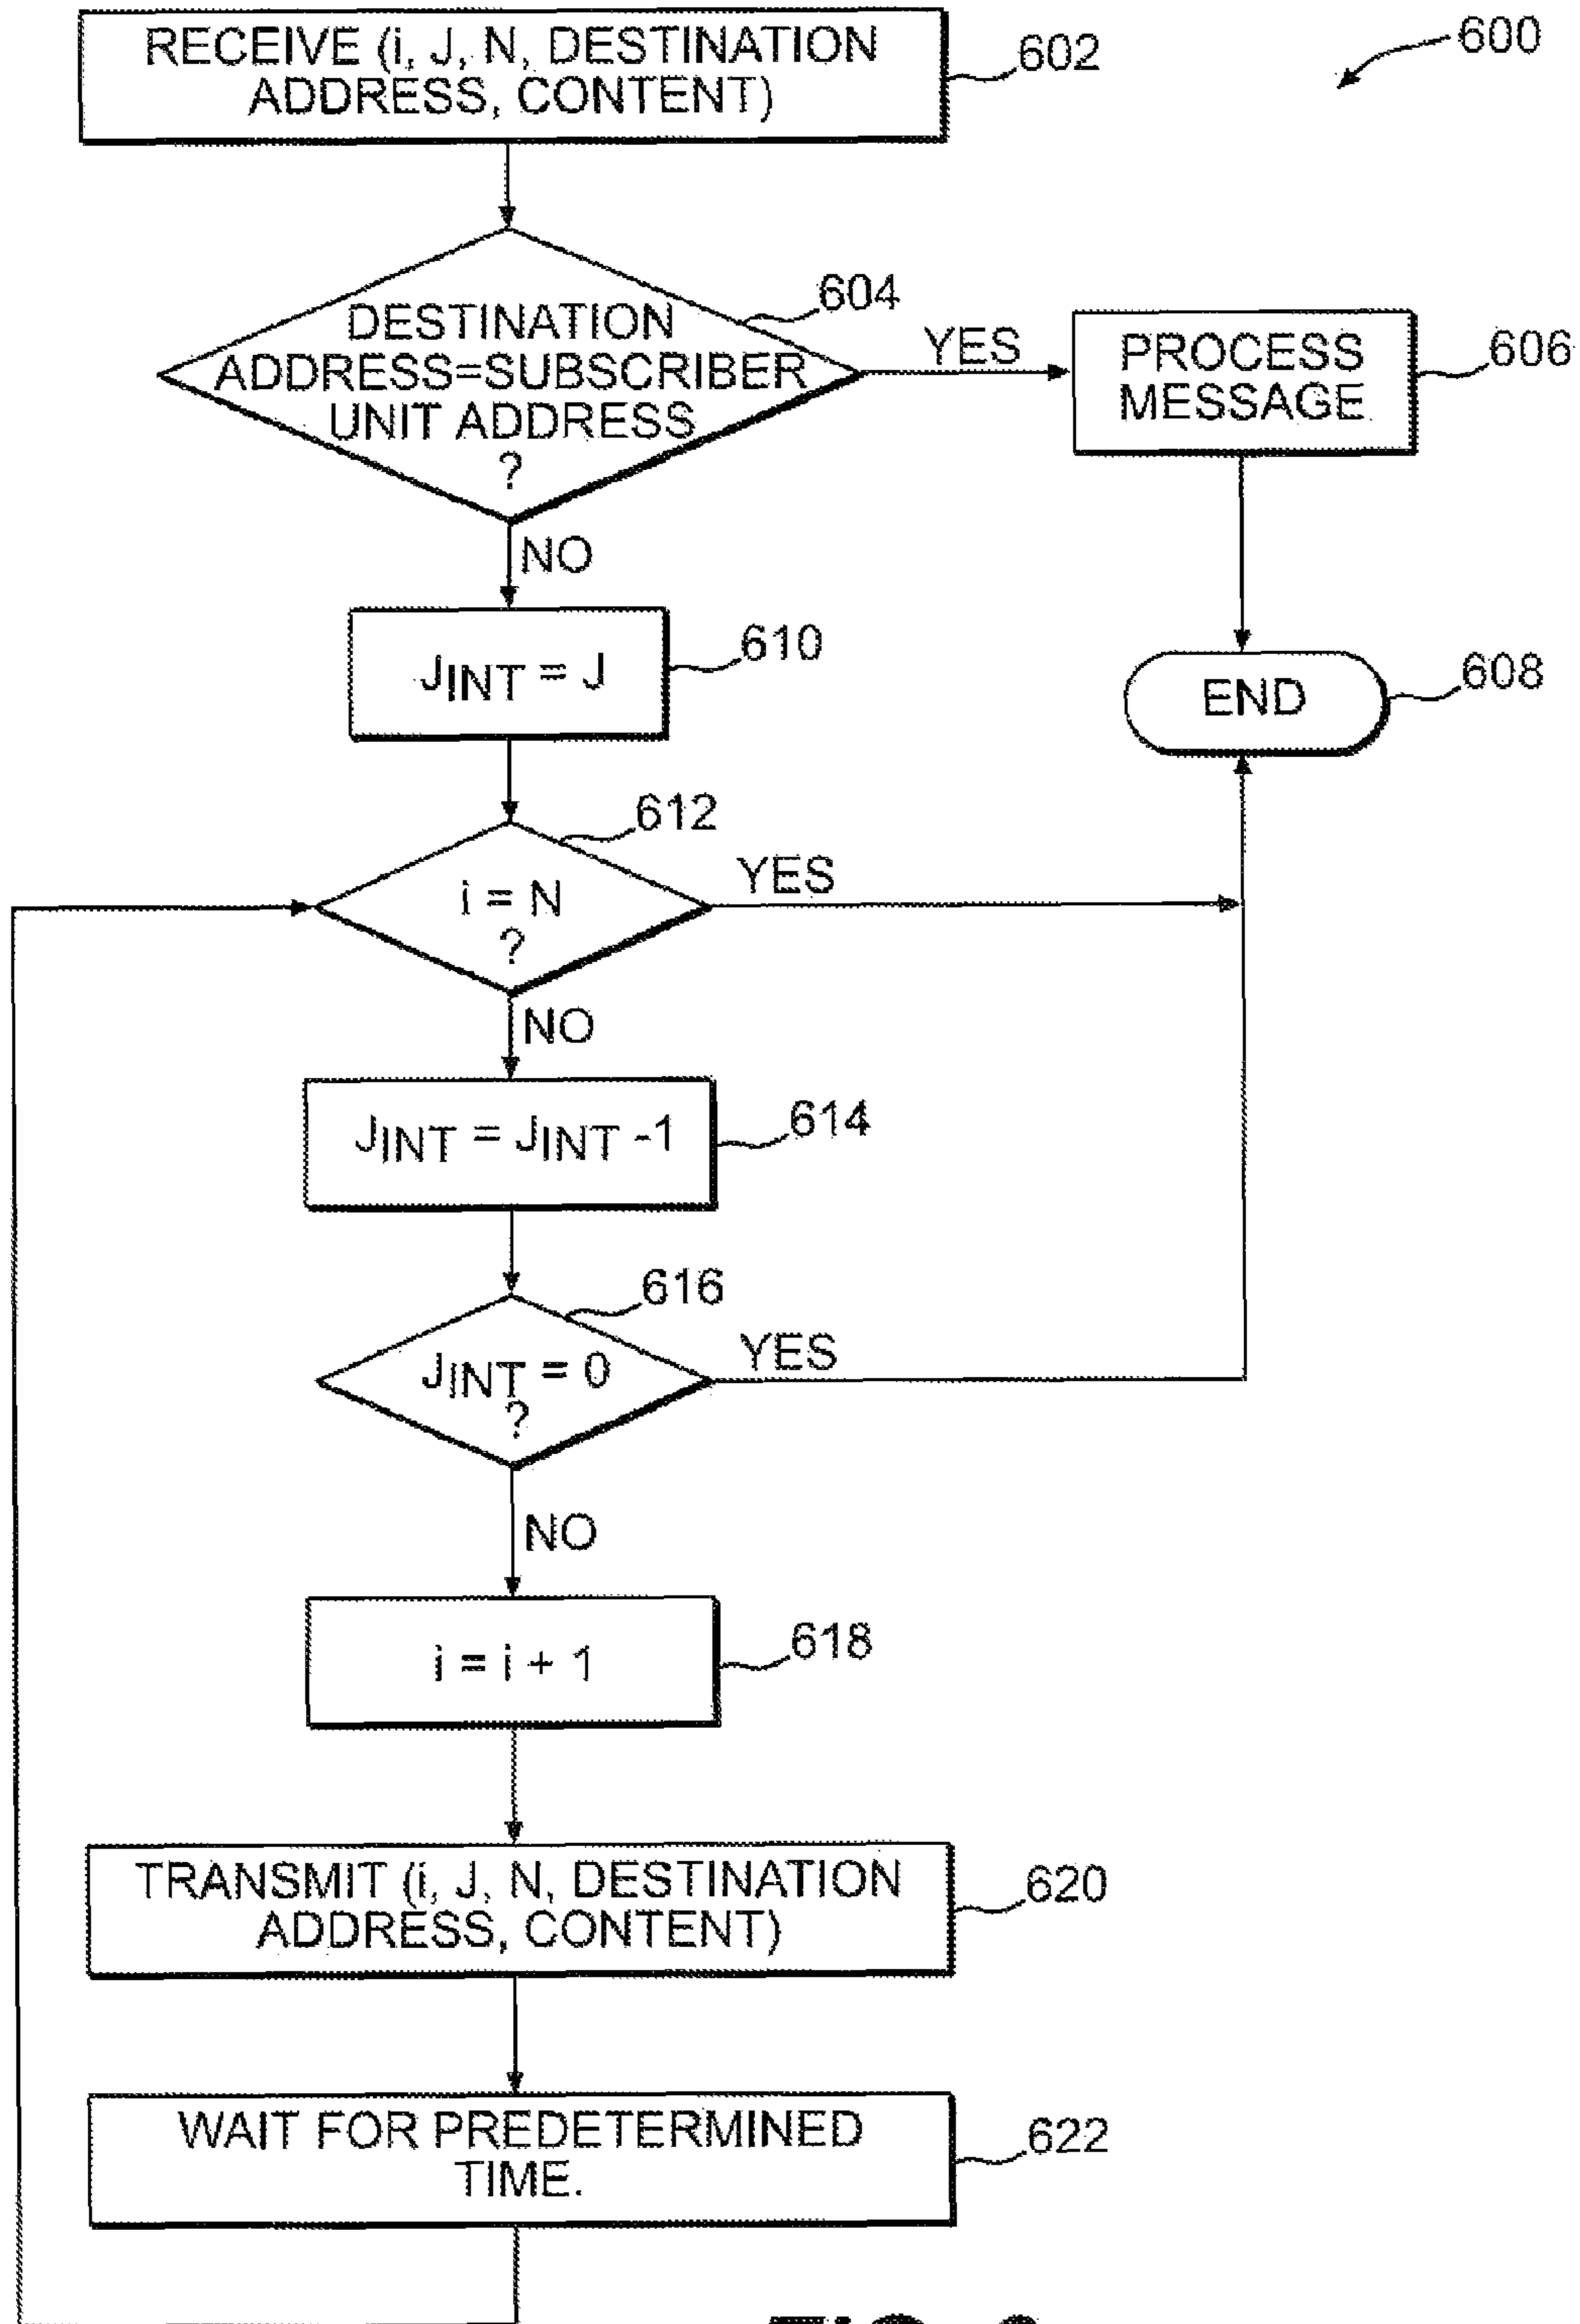 600
RECEIVE (i, J, N, DESTINATION
ADDRESS, CONTENT)
602
DESTINATION
ADDRESS=SUBSCRIBER
UNIT ADDRESS
?
604
YES
PROCESS
MESSAGE
606
NO
END
608
JINT = J
610
i = N
?
612
YES
NO
JINT = JINT -1
614
JINT = 0
?
616
YES
NO
i = i + 1
618
TRANSMIT (i, J, N, DESTINATION
ADDRESS, CONTENT)
620
WAIT FOR PREDETERMINED
TIME.
622